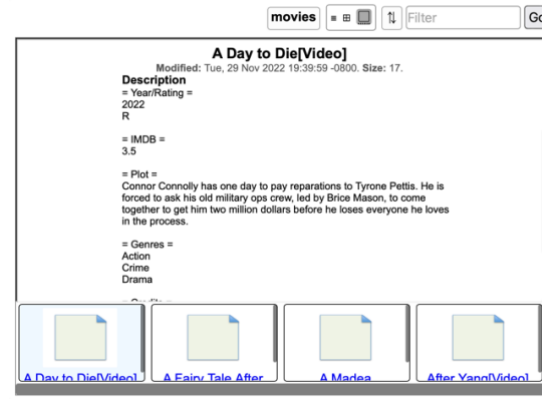 movies
Filter
Go
A Day to Die[Video]
Modified: Tue, 29 Nov 2022 19:39:59 -0800. Size: 17.
Description
= Year/Rating =
2022
R
= IMDB =
3.5
= Plot =
Connor Connolly has one day to pay reparations to Tyrone Pettis. He is
forced to ask his old military ops crew, led by Brice Mason, to come
together to get him two million dollars before he loses everyone he loves
in the process.
= Genres =
Action
Crime
Drama
= Credits =
A Day to Die[Video]
A Fairy Tale After
A Madea
After Yang[Video]